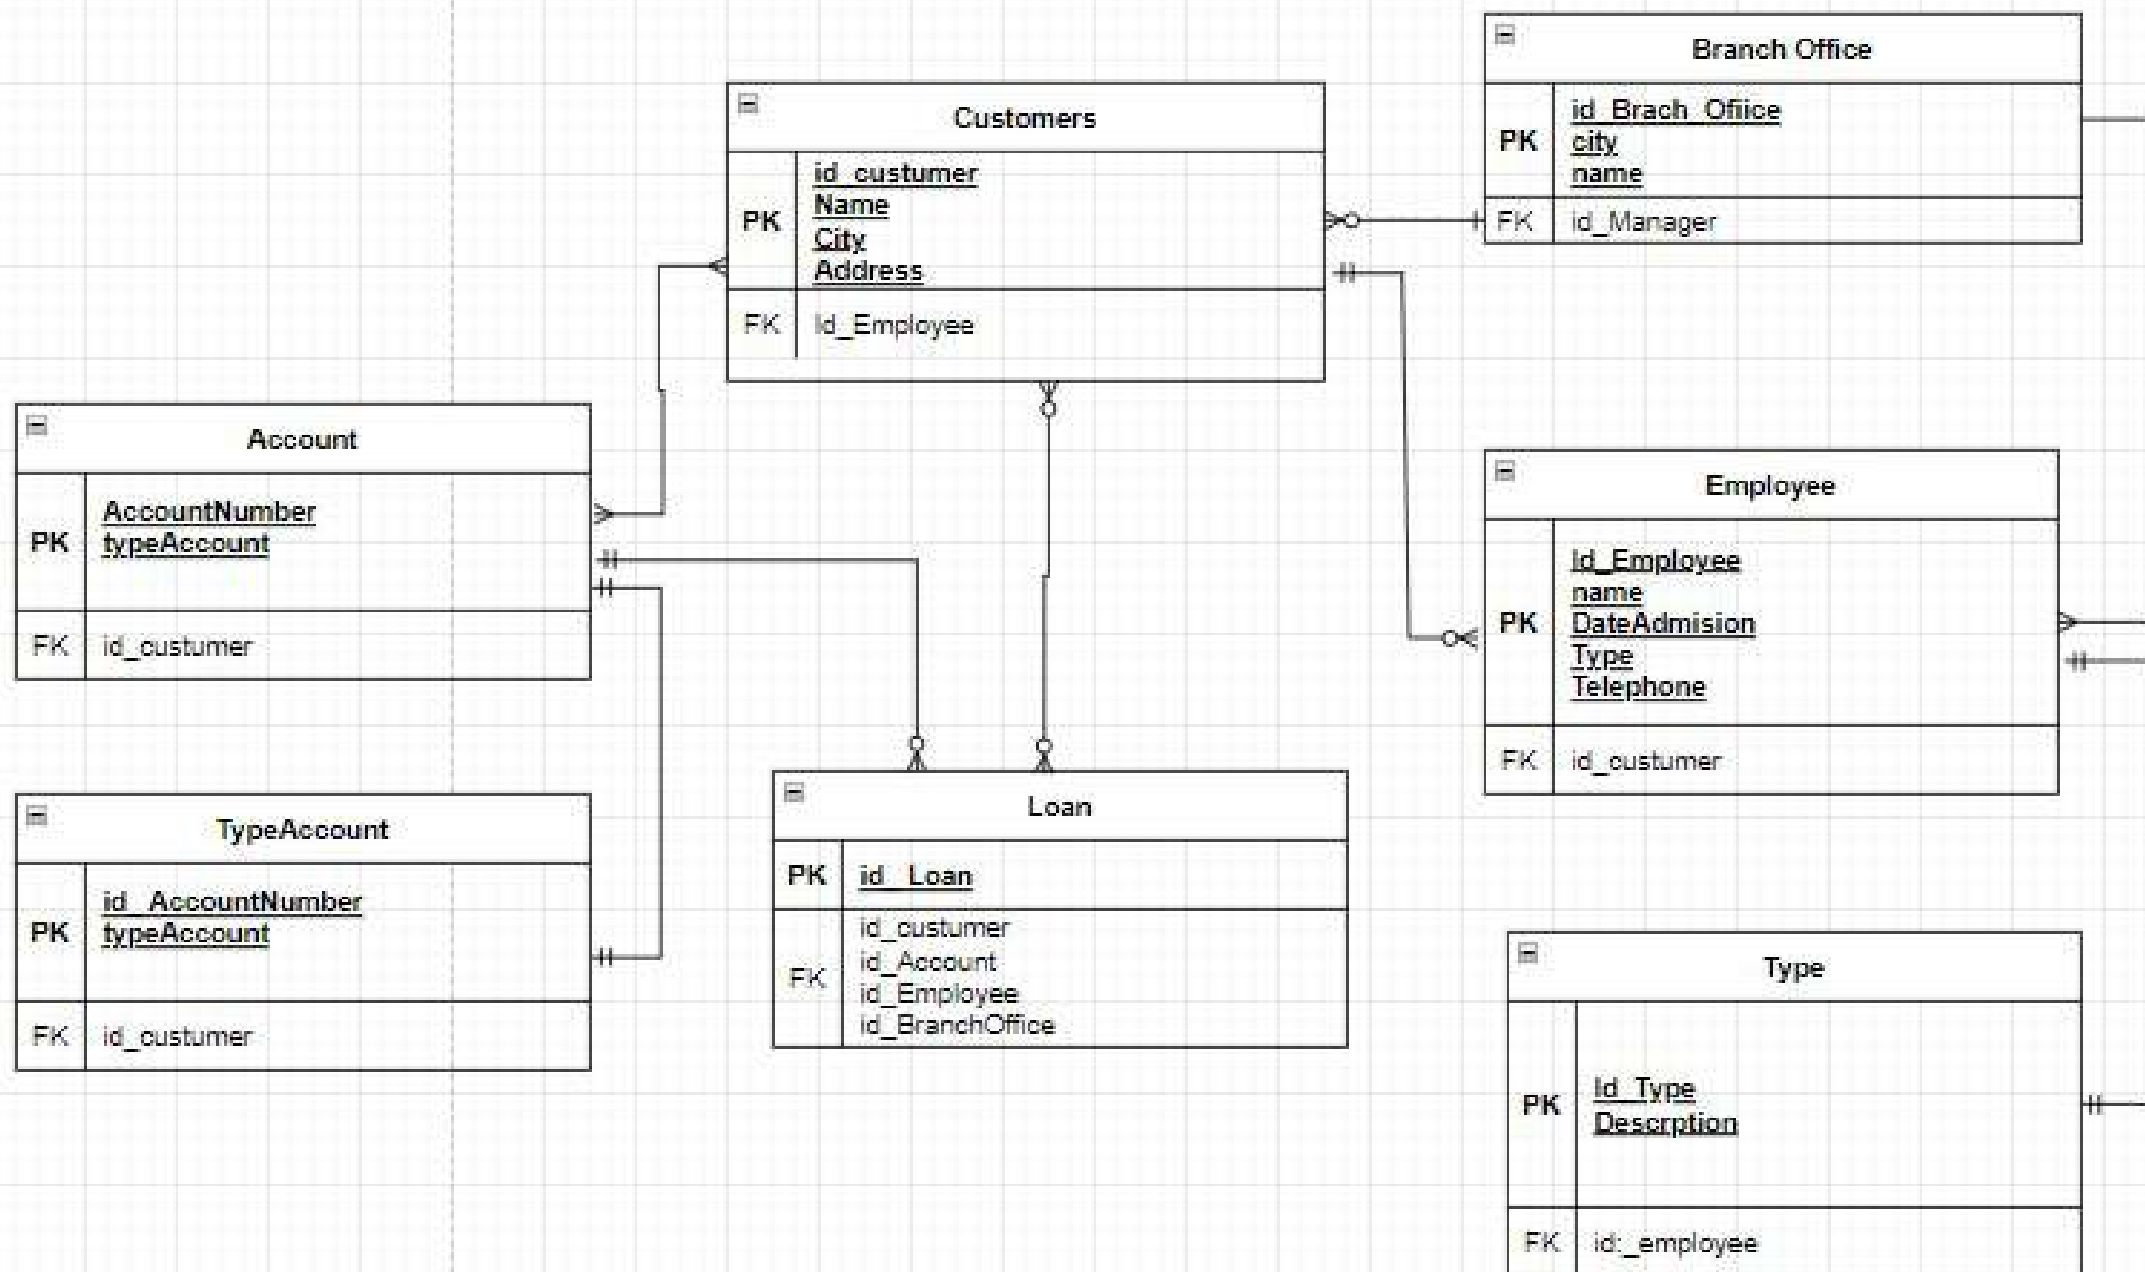 Branch Office
PK
id_Brach_Ofiice
city
name
FK id_Manager
Customers
PK
id_custumer
Name
City
Address
FK Id_Employee
Account
PK
AccountNumber
typeAccount
FK id_custumer
Employee
PK
Id_Employee
name
DateAdmision
Type
Telephone
FK id_custumer
TypeAccount
PK
id_AccountNumber
typeAccount
FK id_custumer
Loan
PK id_Loan
FK
id_custumer
id_Account
id_Employee
id_BranchOffice
Type
PK
Id_Type
Descrption
FK id:_employee